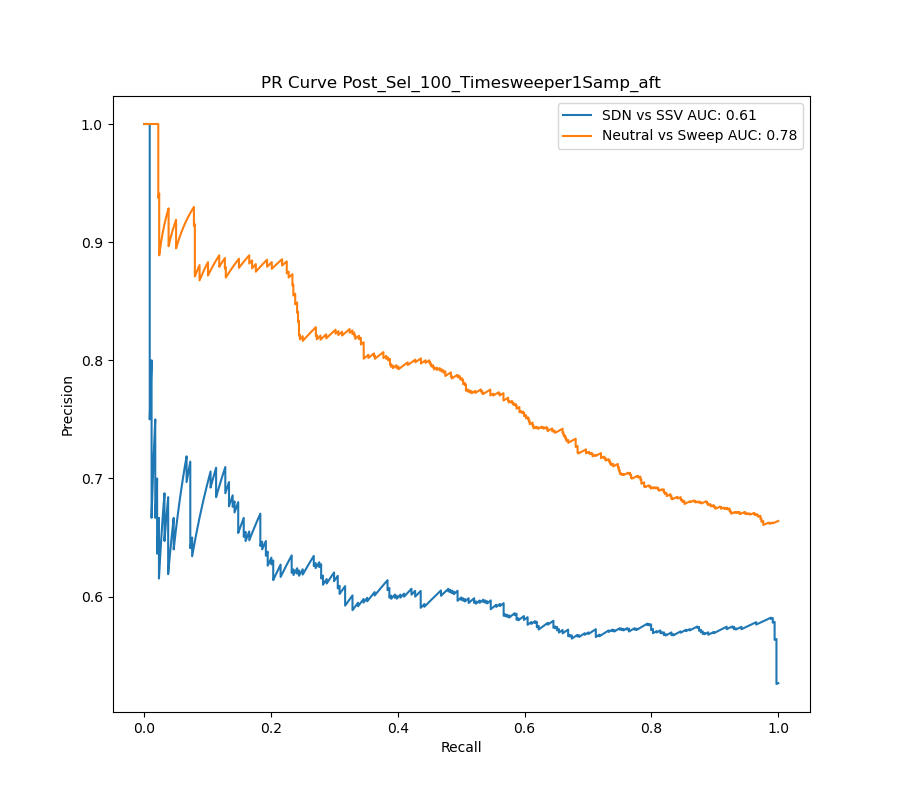 PR Curve Post_Sel_100_Timesweeper1Samp_aft
SDN vs SSV AUC: 0.61
Neutral vs Sweep AUC: 0.78
Precision
1.0
0.9
0.8
0.7
0.6
0.0 0.2 0.4 0.6 0.8 1.0
Recall